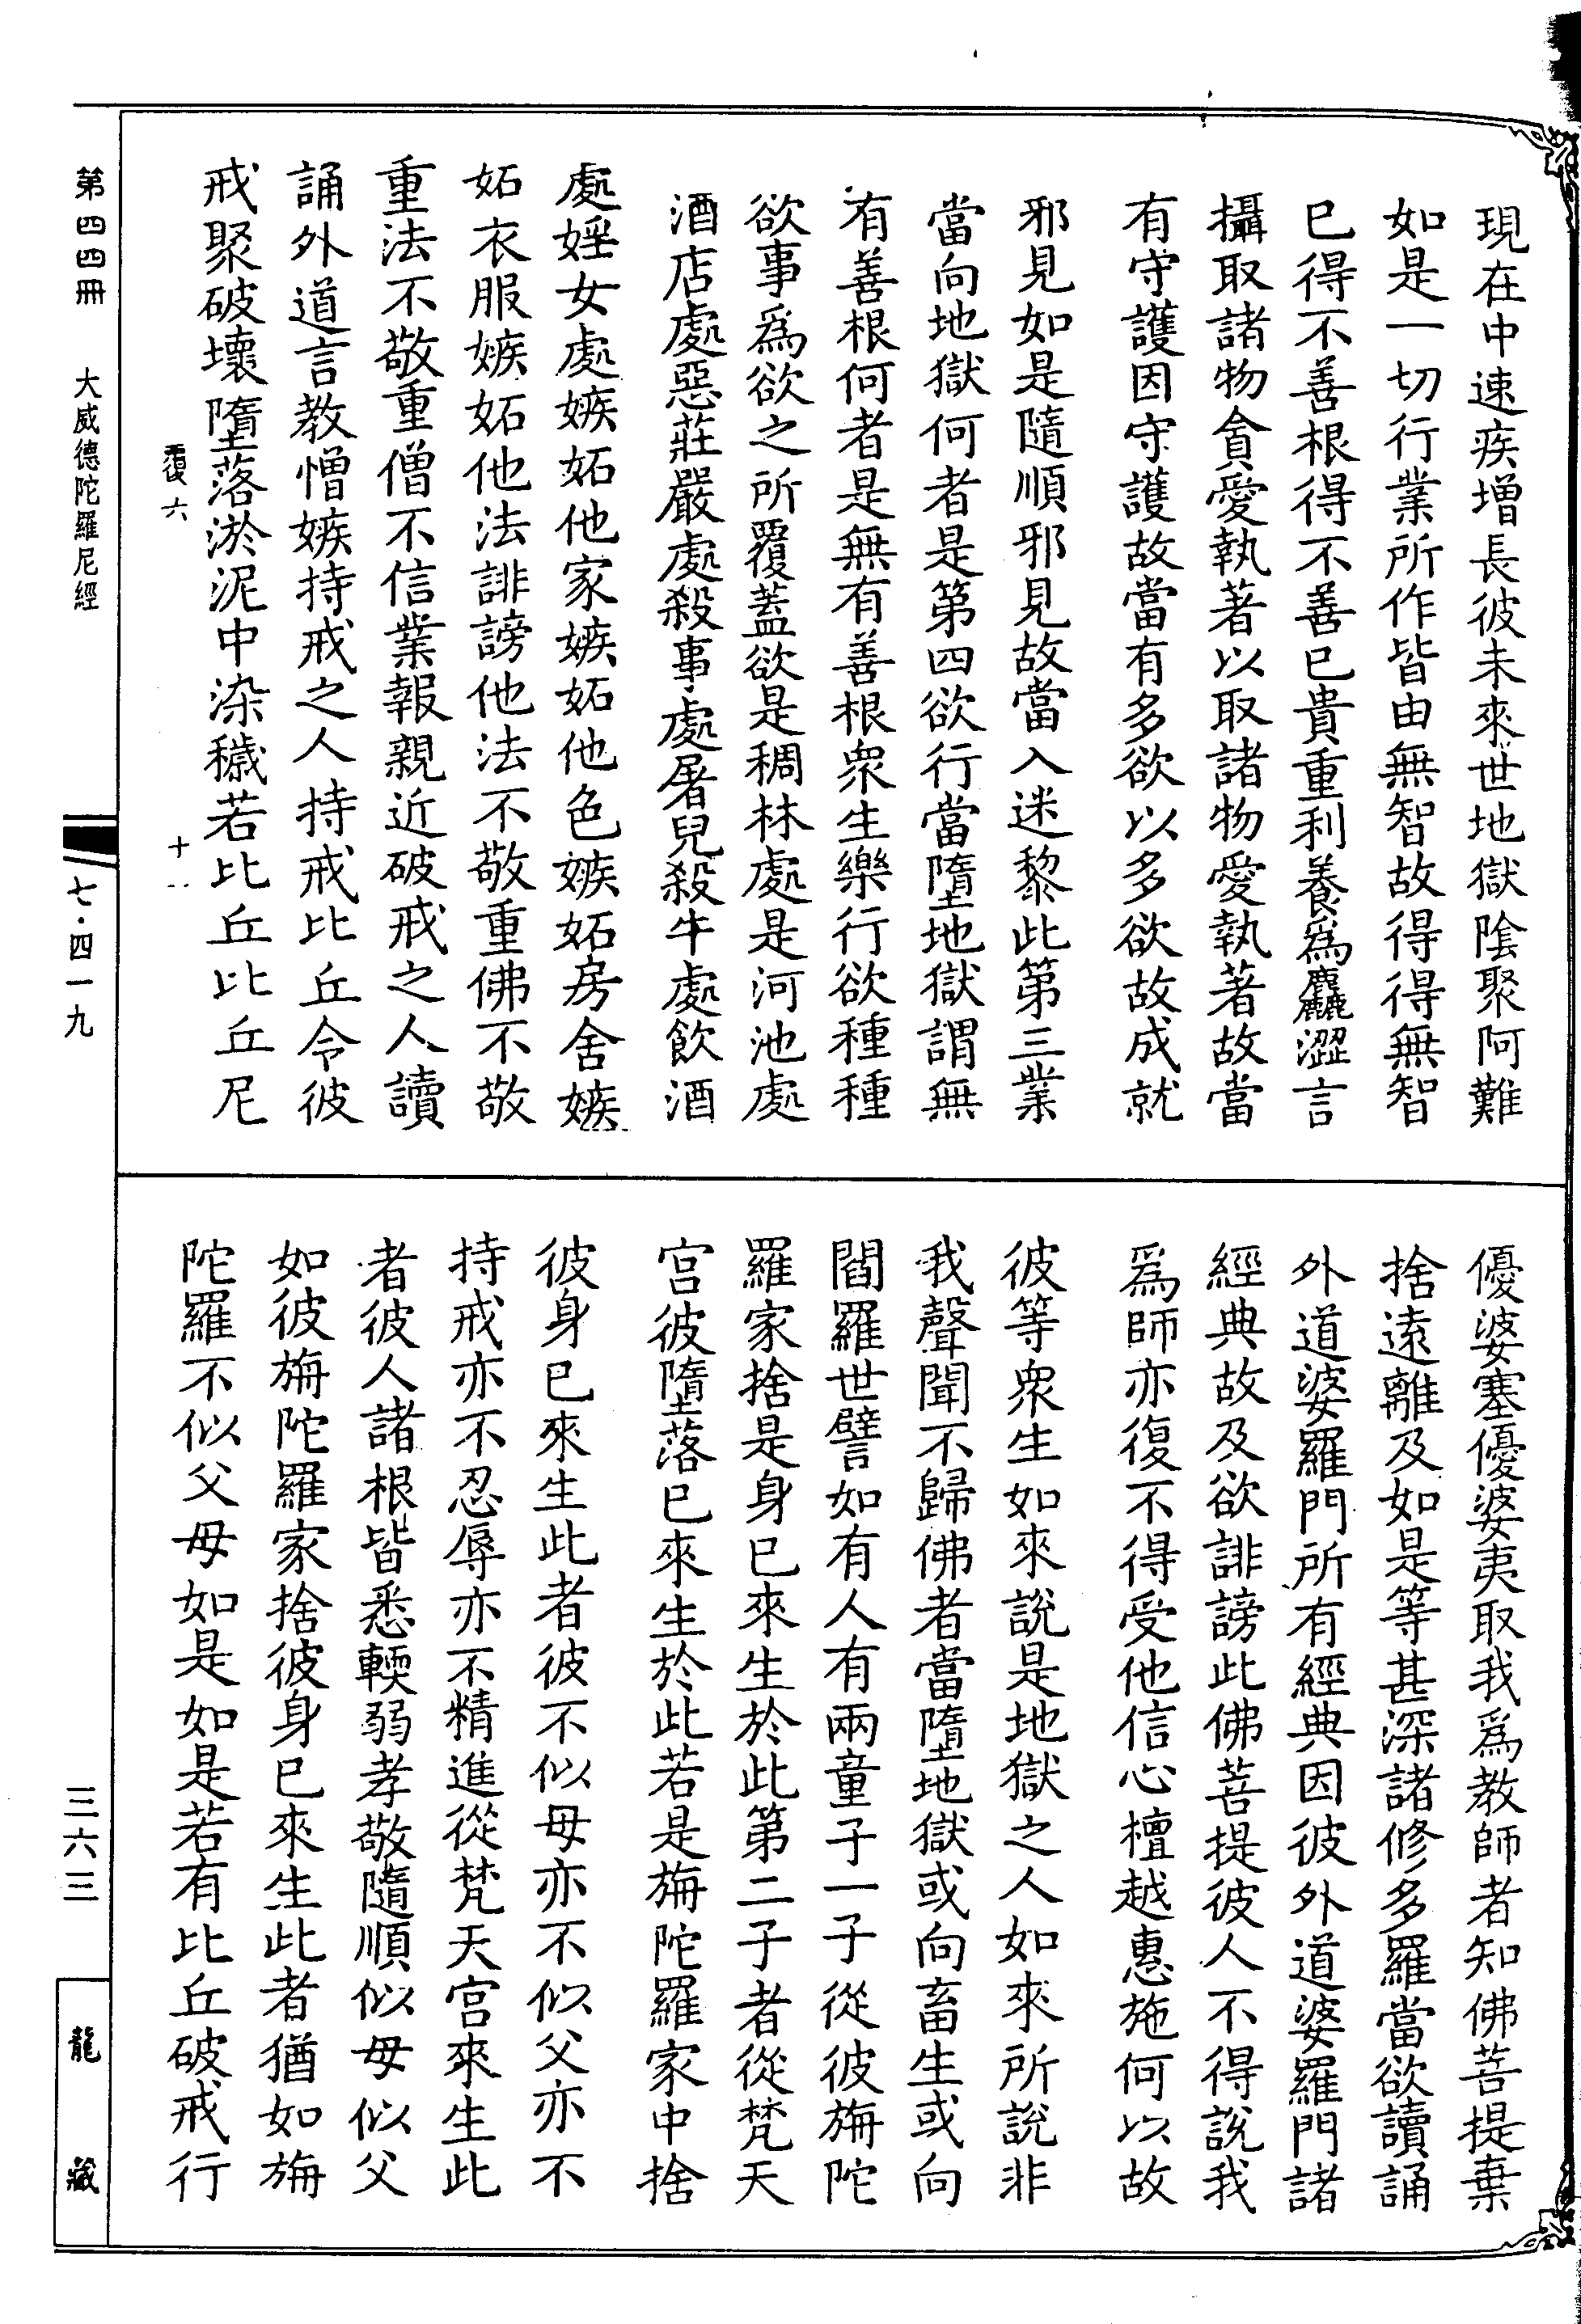 現在中速疾增長彼未來世地獄陰聚阿難
如是一切行業所作皆由無智故得得無智
已得不善根得不善已貴重利養爲麤澀言
攝取諸物貪愛執著以取諸物愛執著故當
有守護因守護故當有多欲以多欲故成就
邪見如是隨順邪見故當入迷黎此第三業
當向地獄何者是第四欲行當墮地獄謂無
有善根何者是無有善根衆生樂行欲種種
欲事爲欲之所覆蓋欲是稠林處是河池處
酒店處惡莊嚴處殺事處屠兒殺牛處飲酒
處婬女處嫉妬他家嫉妬他色嫉妬房舍嫉
妬衣服嫉妬他法誹謗他法不敬重佛不敬
重法不敬重僧不信業報親近破戒之人讀
誦外道言教憎嫉持戒之人持戒比丘令彼
戒聚破壞墮落淤泥中染穢若比丘比丘尼
覆六 十
優婆塞優婆夷取我爲教師者知佛菩提棄
捨遠離及如是等甚深諸修多羅當欲讀誦
外道婆羅門所有經典因彼外道婆羅門諸
經典故及欲誹謗此佛菩提彼人不得說我
爲師亦復不得受他信心檀越惠施何以故
彼等衆生如來說是地獄之人如來所說非
我聲聞不歸佛者當墮地獄或向畜生或向
閻羅世譬如有人有兩童子一子從彼旃陀
羅家捨是身已來生於此第二子者從梵天
宮彼墮落已來生於此若是旃陀羅家中捨
彼身已來生此者彼不似母亦不似父亦不
持戒亦不忍辱亦不精進從梵天宮來生此
者彼人諸根皆悉輭弱孝敬隨順似母似父
如彼旃陀羅家捨彼身已來生此者猶如旃
陀羅不似父母如是如是若有比丘破戒行
第四四冊 大威德陀羅尼經
七·四一九
三六三
龍藏